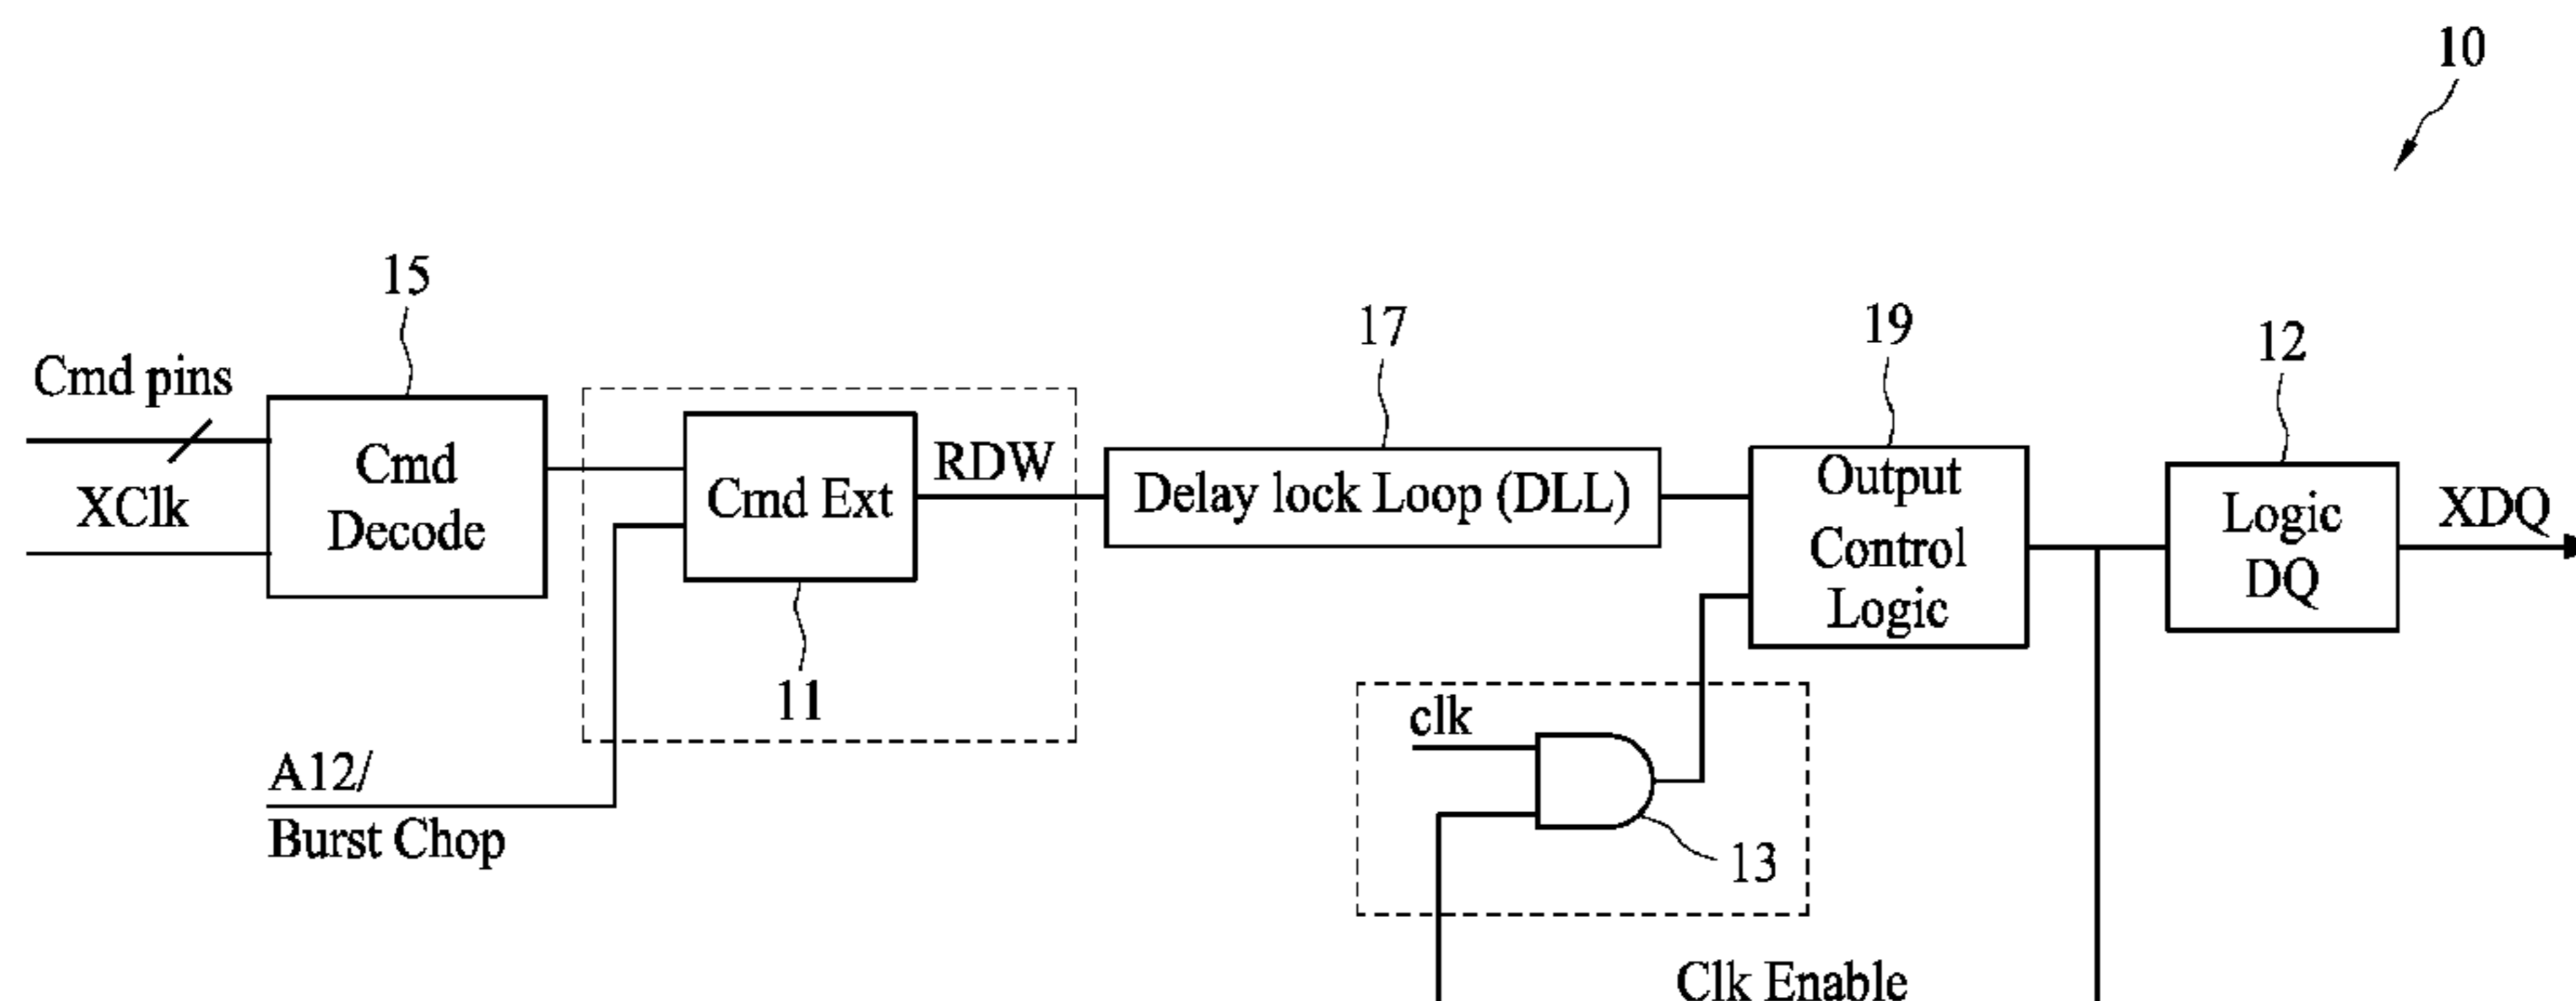 10
15
17
19
12
Cmd pins
XClk
Cmd
Decode
Cmd Ext
RDW
Delay lock Loop (DLL)
Output
Control
Logic
Logic
DQ
XDQ
11
A12/
Burst Chop
clk
13
Clk Enable